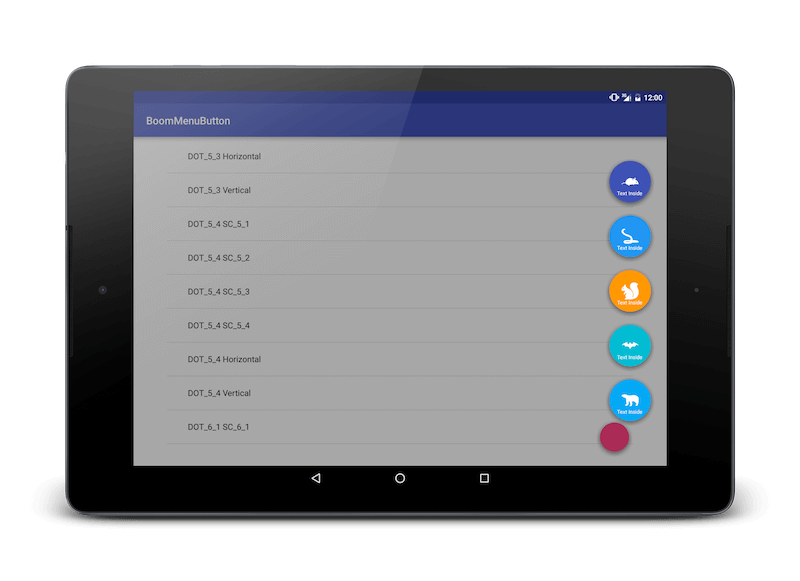 12:00
BoomMenuButton
DOT_5_3 Horizontal
DOT_5_3 Vertical
DOT_5_4 SC_5_1
DOT_5_4 SC_5_2
DOT_5_4 SC_5_3
DOT_5_4 SC_5_4
DOT_5_4 Horizontal
DOT_5_4 Vertical
DOT_6_1 SC_6_1
Text Inside
Text Inside
Text Inside
Text Inside
Text Inside